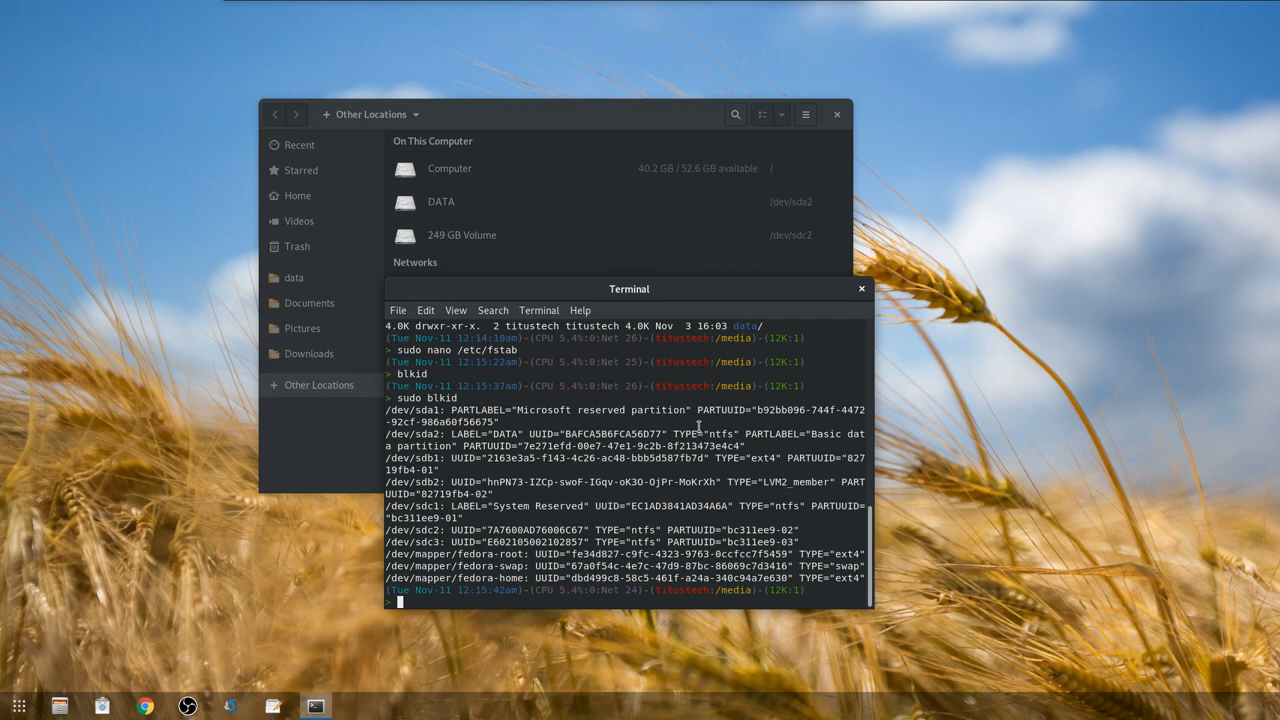 Other Locations
Recent
Starred
Home
Videos
Trash
data
Documents
Pictures
Downloads
Other Locations
On This Computer
Computer 40.2 GB / 52.6 GB available /
DATA /dev/sda2
249 GB Volume /dev/sdc2
Networks
Terminal
File Edit View Search Terminal Help
4.0K drwxr-xr-x.  2 titustech titustech 4.0K Nov  3 16:03 data/
(Tue Nov-11 12:14:10am)-(CPU 5.4%:0:Net 26)-(titustech:/media)-(12K:1)
> sudo nano /etc/fstab
(Tue Nov-11 12:15:22am)-(CPU 5.4%:0:Net 25)-(titustech:/media)-(12K:1)
> blkid
(Tue Nov-11 12:15:37am)-(CPU 5.4%:0:Net 26)-(titustech:/media)-(12K:1)
> sudo blkid
/dev/sda1: PARTLABEL="Microsoft reserved partition" PARTUUID="b92bb096-744f-4472
-92cf-986a60f56675"
/dev/sda2: LABEL="DATA" UUID="BAFCA5B6FCA56D77" TYPE="ntfs" PARTLABEL="Basic dat
a partition" PARTUUID="7e271efd-00e7-47e1-9c2b-8f213473e4c4"
/dev/sdb1: UUID="2163e3a5-f143-4c26-ac48-bbb5d587fb7d" TYPE="ext4" PARTUUID="827
19fb4-01"
/dev/sdb2: UUID="hnPN73-IZCp-swoF-IGqv-oK3O-OjPr-MoKrXh" TYPE="LVM2_member" PART
UUID="82719fb4-02"
/dev/sdc1: LABEL="System Reserved" UUID="EC1AD3841AD34A6A" TYPE="ntfs" PARTUUID=
"bc311ee9-01"
/dev/sdc2: UUID="7A7600AD76006C67" TYPE="ntfs" PARTUUID="bc311ee9-02"
/dev/sdc3: UUID="E602105002102857" TYPE="ntfs" PARTUUID="bc311ee9-03"
/dev/mapper/fedora-root: UUID="fe34d827-c9fc-4323-9763-0ccfcc7f5459" TYPE="ext4"
/dev/mapper/fedora-swap: UUID="67a0f54c-4e7c-47d9-87bc-86069c7d3416" TYPE="swap"
/dev/mapper/fedora-home: UUID="dbd499c8-58c5-461f-a24a-340c94a7e630" TYPE="ext4"
(Tue Nov-11 12:15:42am)-(CPU 5.4%:0:Net 24)-(titustech:/media)-(12K:1)
>